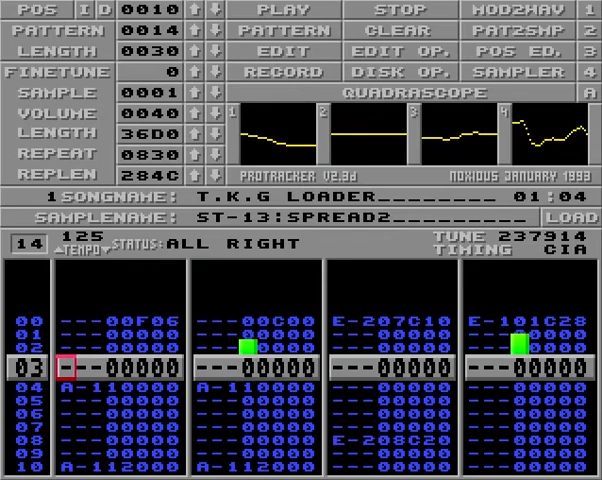 POS I D 0010 PLAY STOP MOD2WAV 1
PATTERN 0014 PATTERN CLEAR PAT2SMP 2
LENGTH 0030 EDIT EDIT OP. POS ED. 3
FINETUNE 0 RECORD DISK OP. SAMPLER 4
SAMPLE 0001 QUADRASCOPE A
VOLUME 0040 1 2 3 4
LENGTH 36D0
REPEAT 0830
REPLEN 284C PROTRACKER V2.3d NOXIOUS JANUARY 1993
1 SONGNAME: T.K.G LOADER________ 01:04
SAMPLENAME: ST-13:SPREAD2_________ LOAD
14 125 TEMPO STATUS: ALL RIGHT TUNE 237914
TIMING CIA
00 ---00F06 ---00C00 E-207C10 E-101C28
01 ---00000 ---00000 ---00000 ---00000
02 ---00000 ---00000 ---00000 ---00000
03 ---00000 ---00000 ---00000 ---00000
04 A-110000 A-110000 ---00000 ---00000
05 ---00000 ---00000 ---00000 ---00000
06 ---00000 ---00000 ---00000 ---00000
07 ---00000 ---00000 ---00000 ---00000
08 ---00000 ---00000 E-208C20 ---00000
09 ---00000 ---00000 ---00000 ---00000
10 A-112000 A-112000 ---00000 ---00000